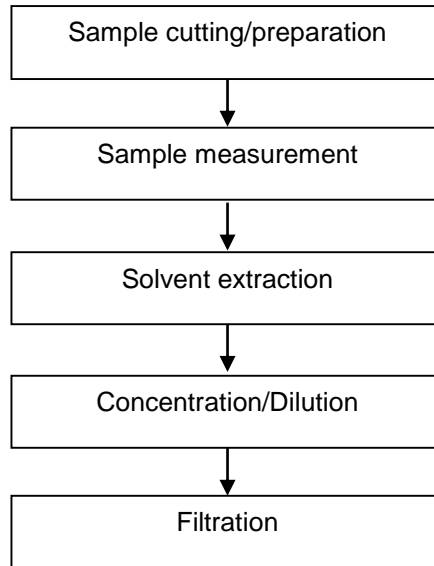 Sample cutting/preparation
Sample measurement
Solvent extraction
Concentration/Dilution
Filtration